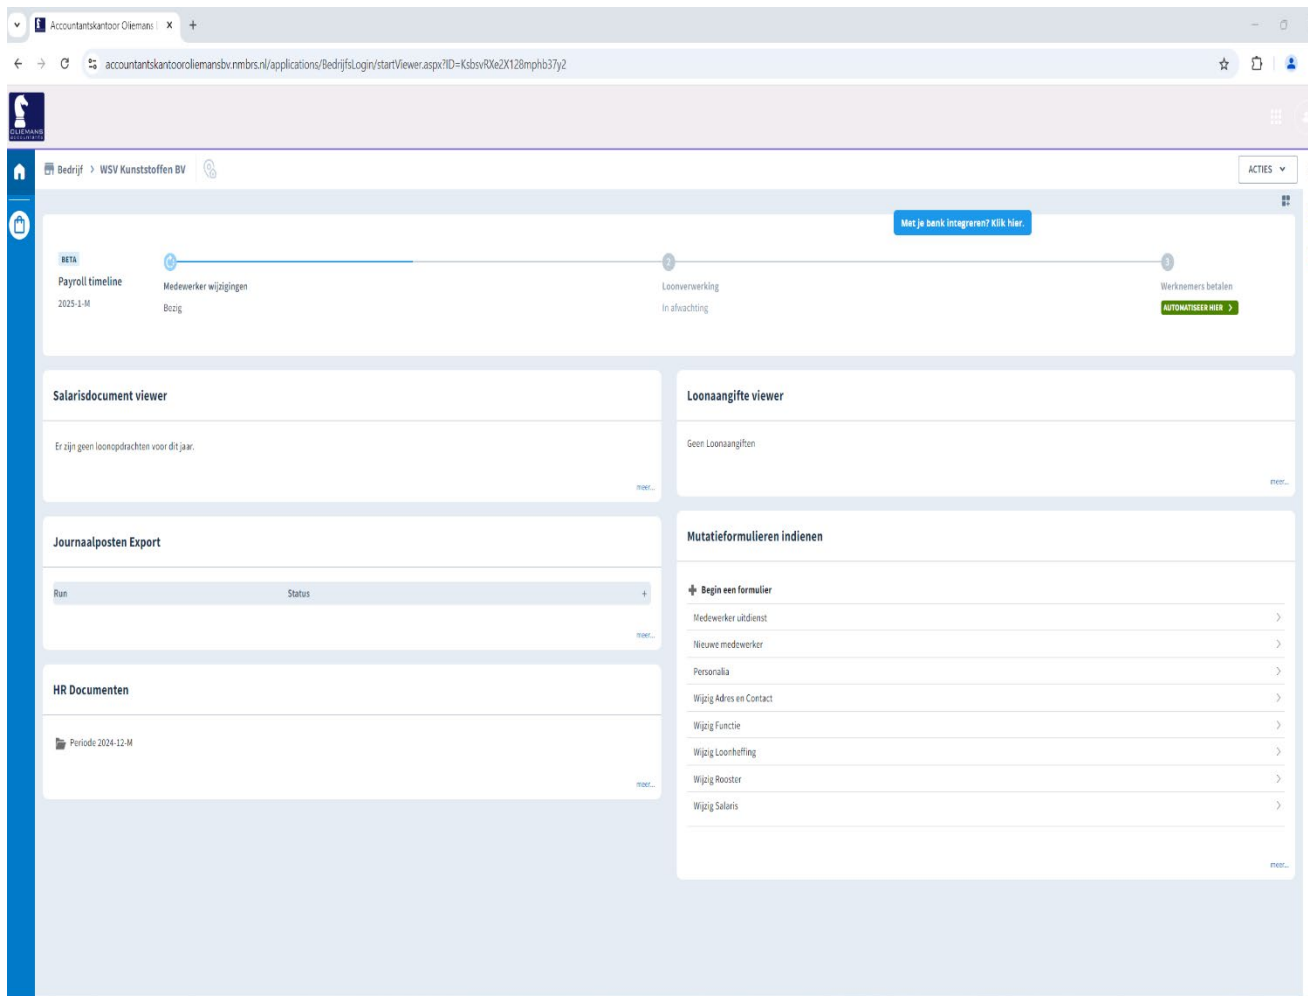 Accountantskantoor Oliemans
accountantskantooroliemansbv.nmbrs.nl/applications/BedrijfsLogin/startViewer.aspx?ID=KsbsvRXe2X128mphb37y2
OLIEMANS
Bedrijf > WSV Kunststoffen BV
ACTIES
Met je bank integreren? Klik hier.
BETA
Payroll timeline
2025-1-M
Medewerker wijzigingen
Bezig
2
Loonverwerking
In afwachting
3
Werknemers betalen
AUTOMATISEER HIER >
Salarisdocument viewer
Er zijn geen loonopdrachten voor dit jaar.
meer...
Loonaangifte viewer
Geen Loonaangiften
meer...
Journaalposten Export
Run Status +
meer...
HR Documenten
Periode 2024-12-M
meer...
Mutatieformulieren indienen
Begin een formulier
Medewerker uitdienst
Nieuwe medewerker
Personalia
Wijzig Adres en Contact
Wijzig Functie
Wijzig Loonheffing
Wijzig Rooster
Wijzig Salaris
meer...